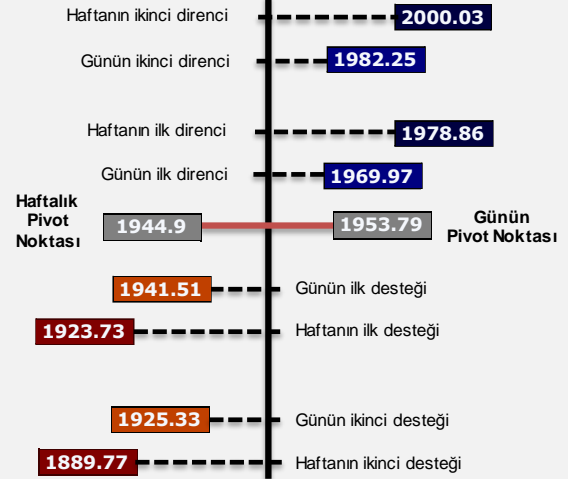 Haftanın ikinci direnci 2000.03
Günün ikinci direnci 1982.25
Haftanın ilk direnci 1978.86
Günün ilk direnci 1969.97
Haftalık
Pivot
Noktası
1944.9
1953.79
Günün
Pivot Noktası
1941.51 Günün ilk desteği
1923.73 Haftanın ilk desteği
1925.33 Günün ikinci desteği
1889.77 Haftanın ikinci desteği